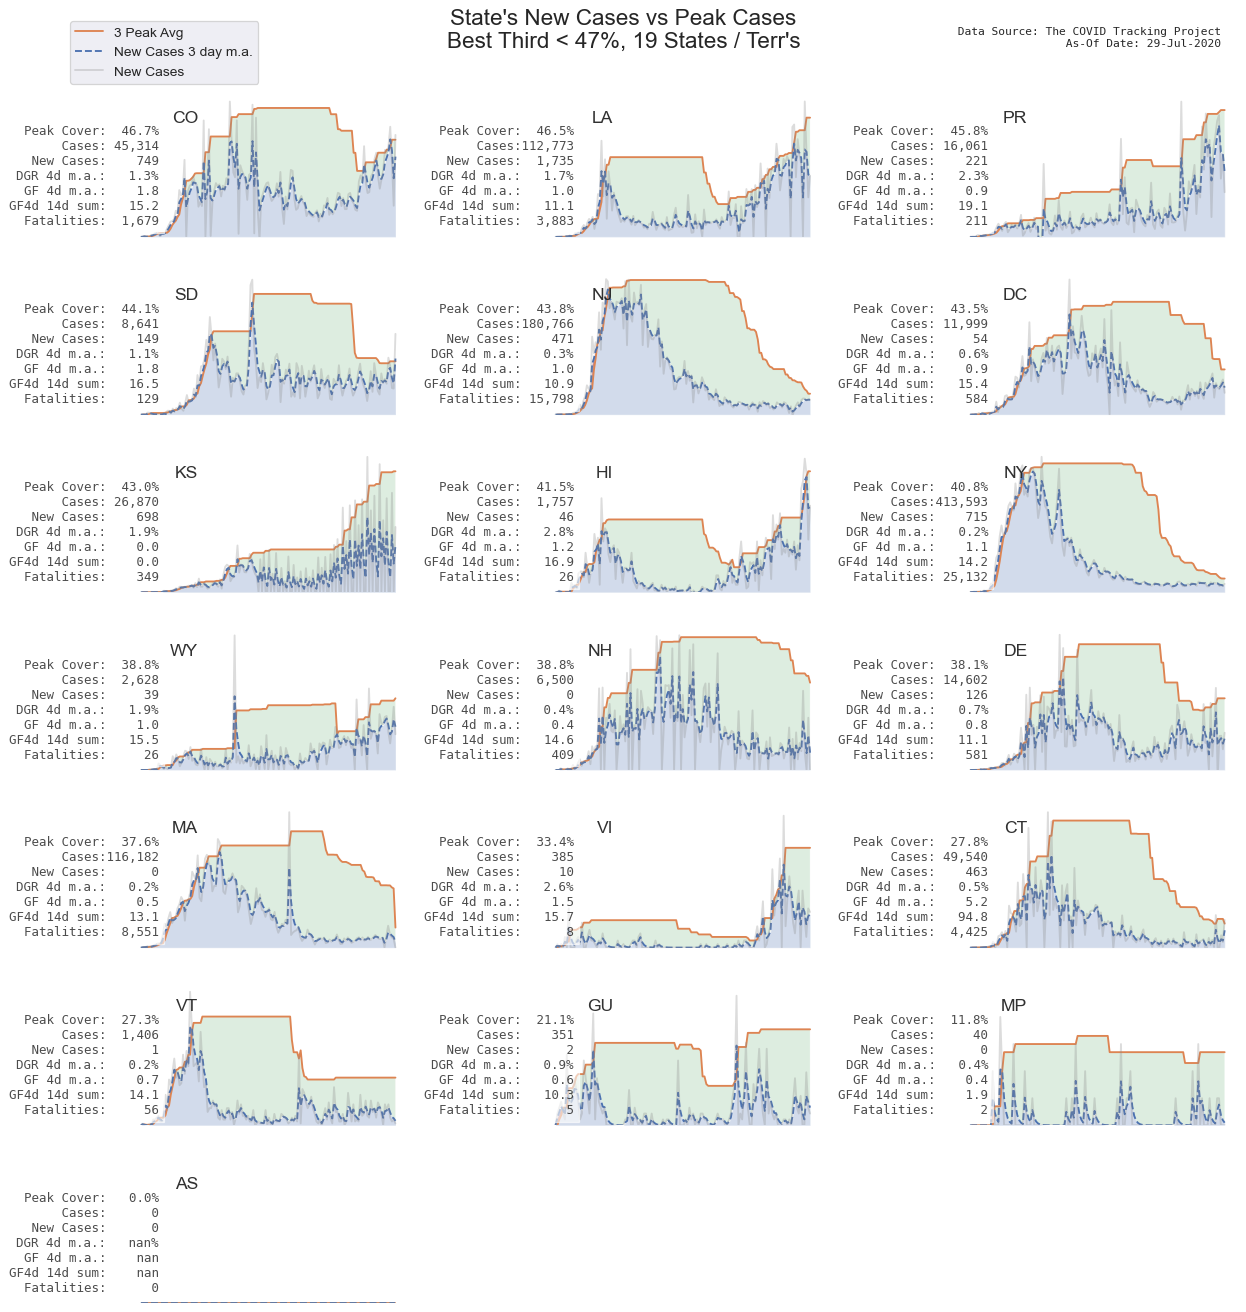 State's New Cases vs Peak Cases
Best Third < 47%, 19 States / Terr's
3 Peak Avg
New Cases 3 day m.a.
New Cases
Data Source: The COVID Tracking Project
As-Of Date: 29-Jul-2020
CO
Peak Cover: 46.7%
Cases: 45,314
New Cases: 749
DGR 4d m.a.: 1.3%
GF 4d m.a.: 1.8
GF4d 14d sum: 15.2
Fatalities: 1,679
LA
Peak Cover: 46.5%
Cases:112,773
New Cases: 1,735
DGR 4d m.a.: 1.7%
GF 4d m.a.: 1.0
GF4d 14d sum: 11.1
Fatalities: 3,883
PR
Peak Cover: 45.8%
Cases: 16,061
New Cases: 221
DGR 4d m.a.: 2.3%
GF 4d m.a.: 0.9
GF4d 14d sum: 19.1
Fatalities: 211
SD
Peak Cover: 44.1%
Cases: 8,641
New Cases: 149
DGR 4d m.a.: 1.1%
GF 4d m.a.: 1.8
GF4d 14d sum: 16.5
Fatalities: 129
NJ
Peak Cover: 43.8%
Cases:180,766
New Cases: 471
DGR 4d m.a.: 0.3%
GF 4d m.a.: 1.0
GF4d 14d sum: 10.9
Fatalities: 15,798
DC
Peak Cover: 43.5%
Cases: 11,999
New Cases: 54
DGR 4d m.a.: 0.6%
GF 4d m.a.: 0.9
GF4d 14d sum: 15.4
Fatalities: 584
KS
Peak Cover: 43.0%
Cases: 26,870
New Cases: 698
DGR 4d m.a.: 1.9%
GF 4d m.a.: 0.0
GF4d 14d sum: 0.0
Fatalities: 349
HI
Peak Cover: 41.5%
Cases: 1,757
New Cases: 46
DGR 4d m.a.: 2.8%
GF 4d m.a.: 1.2
GF4d 14d sum: 16.9
Fatalities: 26
NY
Peak Cover: 40.8%
Cases:413,593
New Cases: 715
DGR 4d m.a.: 0.2%
GF 4d m.a.: 1.1
GF4d 14d sum: 14.2
Fatalities: 25,132
WY
Peak Cover: 38.8%
Cases: 2,628
New Cases: 39
DGR 4d m.a.: 1.9%
GF 4d m.a.: 1.0
GF4d 14d sum: 15.5
Fatalities: 26
NH
Peak Cover: 38.8%
Cases: 6,500
New Cases: 0
DGR 4d m.a.: 0.4%
GF 4d m.a.: 0.4
GF4d 14d sum: 14.6
Fatalities: 409
DE
Peak Cover: 38.1%
Cases: 14,602
New Cases: 126
DGR 4d m.a.: 0.7%
GF 4d m.a.: 0.8
GF4d 14d sum: 11.1
Fatalities: 581
MA
Peak Cover: 37.6%
Cases:116,182
New Cases: 0
DGR 4d m.a.: 0.2%
GF 4d m.a.: 0.5
GF4d 14d sum: 13.1
Fatalities: 8,551
VI
Peak Cover: 33.4%
Cases: 385
New Cases: 10
DGR 4d m.a.: 2.6%
GF 4d m.a.: 1.5
GF4d 14d sum: 15.7
Fatalities: 8
CT
Peak Cover: 27.8%
Cases: 49,540
New Cases: 463
DGR 4d m.a.: 0.5%
GF 4d m.a.: 5.2
GF4d 14d sum: 94.8
Fatalities: 4,425
VT
Peak Cover: 27.3%
Cases: 1,406
New Cases: 1
DGR 4d m.a.: 0.2%
GF 4d m.a.: 0.7
GF4d 14d sum: 14.1
Fatalities: 56
GU
Peak Cover: 21.1%
Cases: 351
New Cases: 2
DGR 4d m.a.: 0.9%
GF 4d m.a.: 0.6
GF4d 14d sum: 10.3
Fatalities: 5
MP
Peak Cover: 11.8%
Cases: 40
New Cases: 0
DGR 4d m.a.: 0.4%
GF 4d m.a.: 0.4
GF4d 14d sum: 1.9
Fatalities: 2
AS
Peak Cover: 0.0%
Cases: 0
New Cases: 0
DGR 4d m.a.: nan%
GF 4d m.a.: nan
GF4d 14d sum: nan
Fatalities: 0